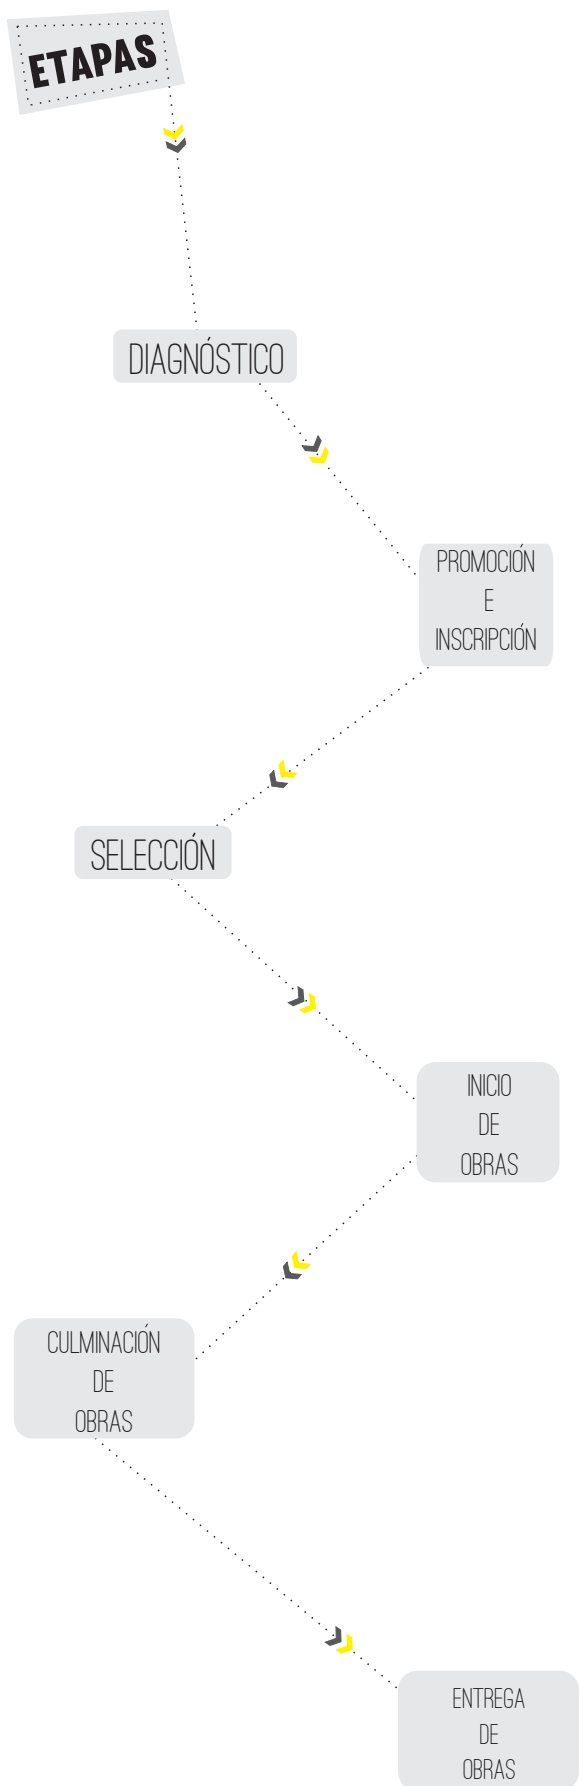 ETAPAS
DIAGNÓSTICO
PROMOCIÓN
E
INSCRIPCIÓN
SELECCIÓN
INICIO
DE
OBRAS
CULMINACIÓN
DE
OBRAS
ENTREGA
DE
OBRAS